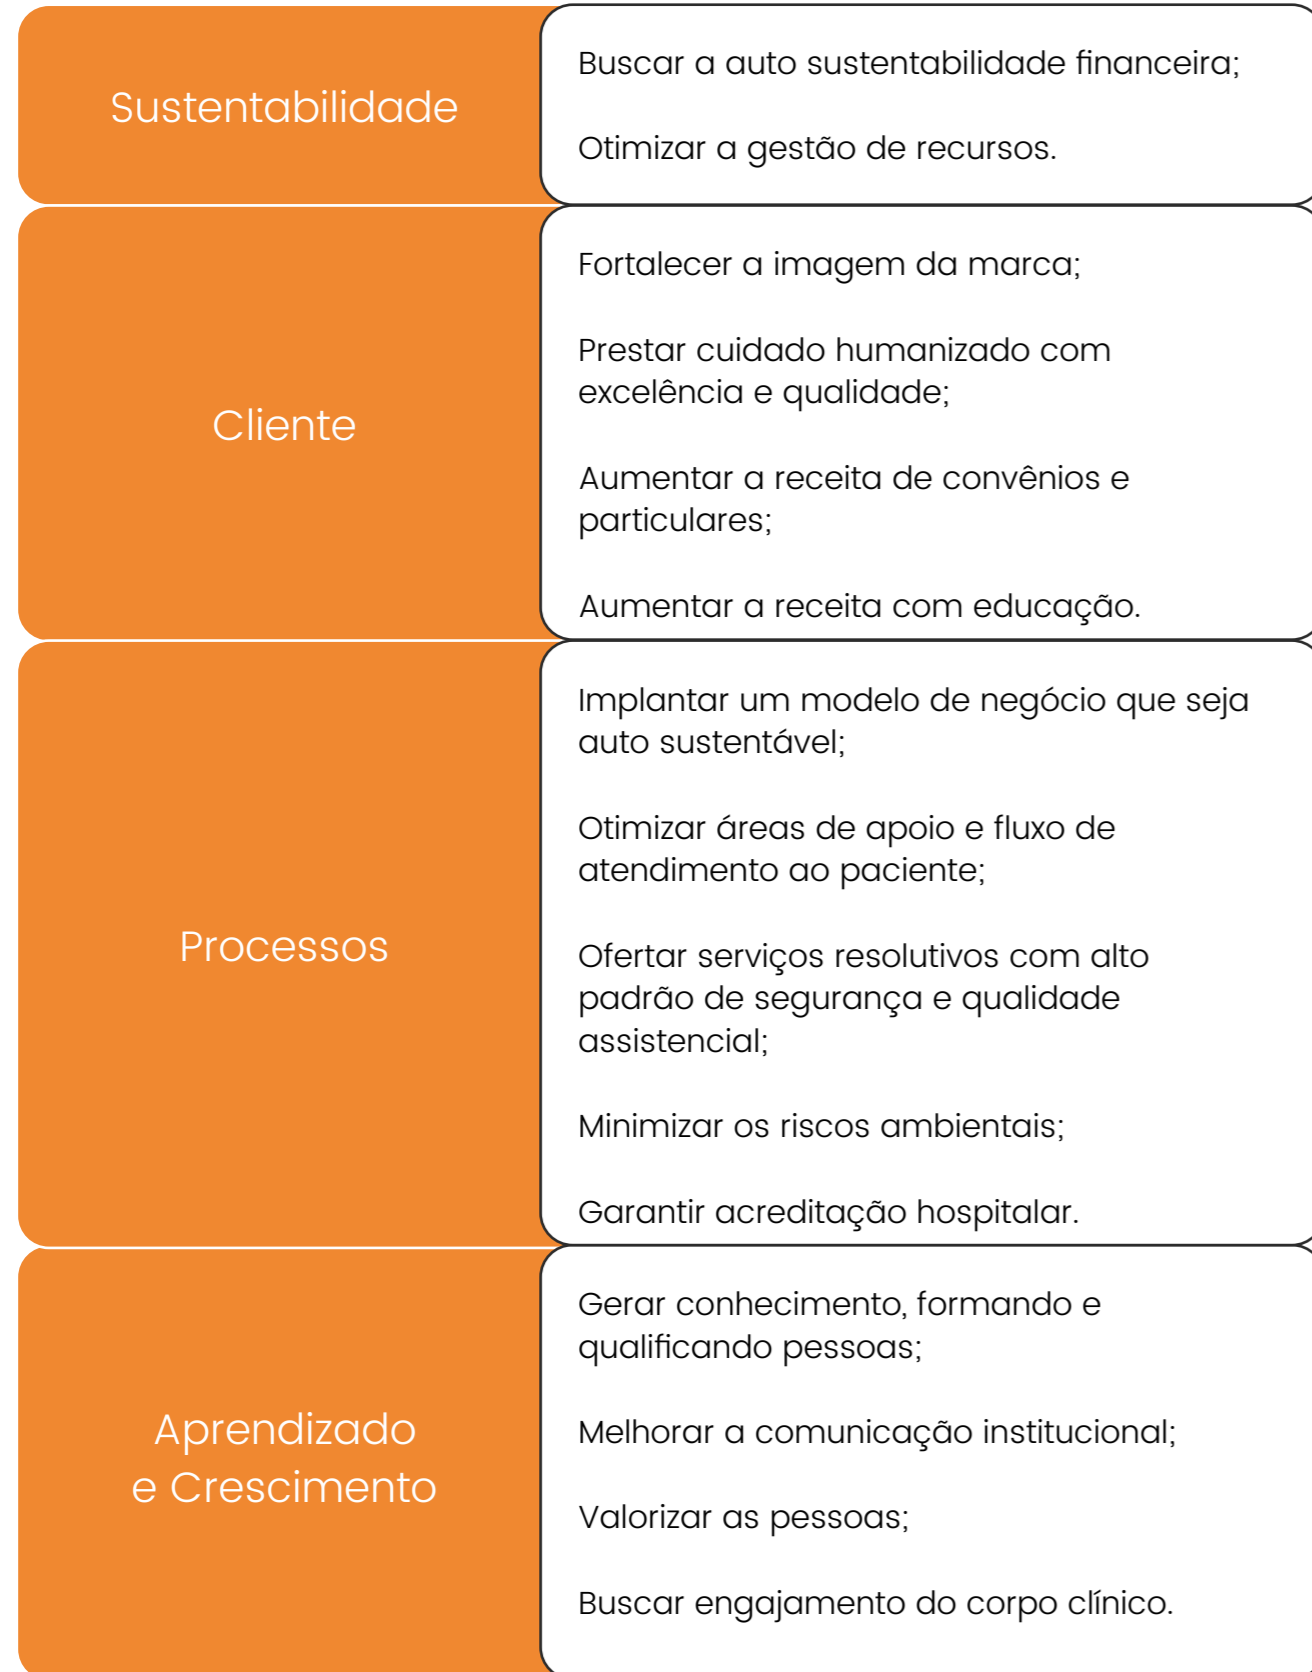 Sustentabilidade
Buscar a auto sustentabilidade financeira;
Otimizar a gestão de recursos.
Cliente
Fortalecer a imagem da marca;
Prestar cuidado humanizado com
excelência e qualidade;
Aumentar a receita de convênios e
particulares;
Aumentar a receita com educação.
Processos
Implantar um modelo de negócio que seja
auto sustentável;
Otimizar áreas de apoio e fluxo de
atendimento ao paciente;
Ofertar serviços resolutivos com alto
padrão de segurança e qualidade
assistencial;
Minimizar os riscos ambientais;
Garantir acreditação hospitalar.
Aprendizado
e Crescimento
Gerar conhecimento, formando e
qualificando pessoas;
Melhorar a comunicação institucional;
Valorizar as pessoas;
Buscar engajamento do corpo clínico.